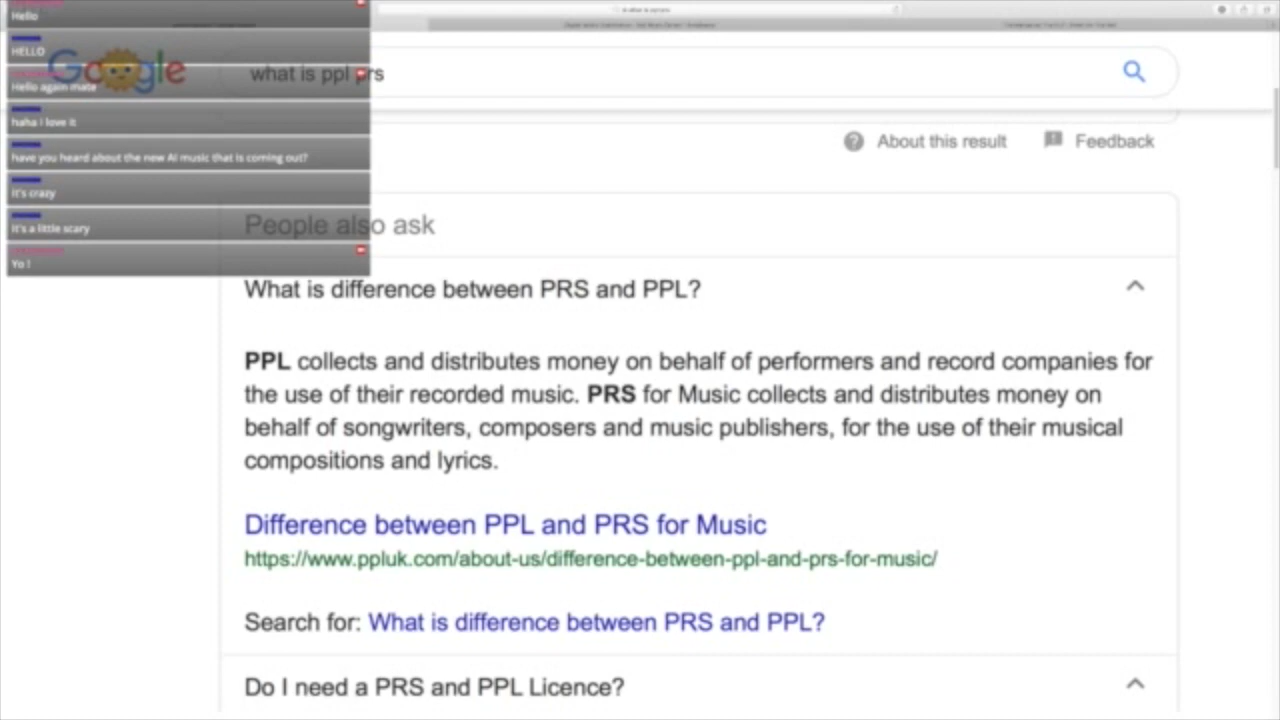 Hello
HELLO
Hello again mate
haha I love it
have you heard about the new AI music that is coming out?
It's crazy
It's a little scary
Yo !
Google
what is ppl prs
About this result
Feedback
People also ask
What is difference between PRS and PPL?
PPL collects and distributes money on behalf of performers and record companies for
the use of their recorded music. PRS for Music collects and distributes money on
behalf of songwriters, composers and music publishers, for the use of their musical
compositions and lyrics.
Difference between PPL and PRS for Music
https://www.ppluk.com/about-us/difference-between-ppl-and-prs-for-music/
Search for: What is difference between PRS and PPL?
Do I need a PRS and PPL Licence?